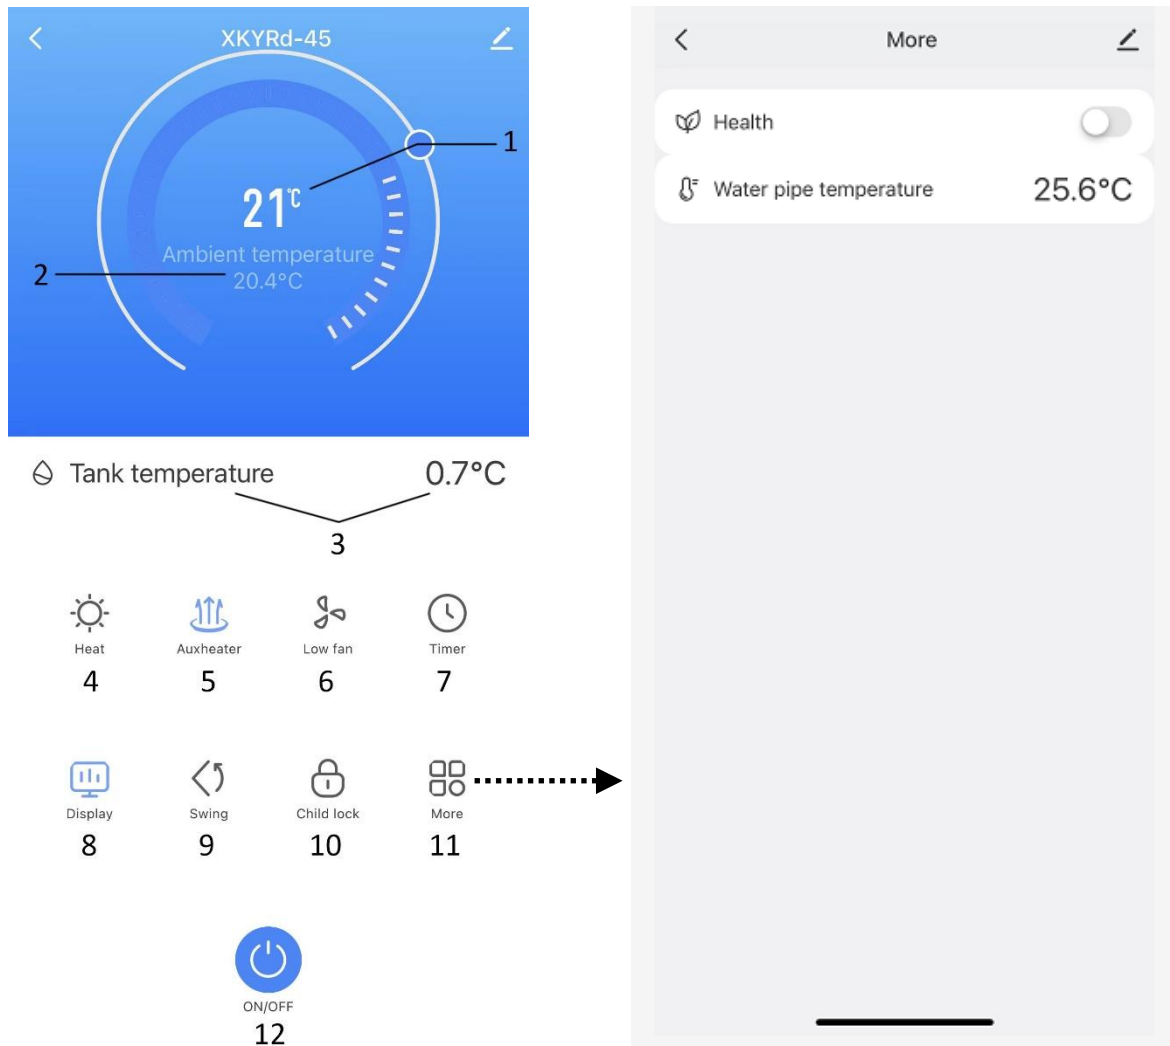 XKYRd-45
1
21°C
Ambient temperature
2
20.4°C
Tank temperature 0.7°C
3
Heat Auxheater Low fan Timer
4 5 6 7
Display Swing Child lock More
8 9 10 11
ON/OFF
12
More
Health
Water pipe temperature 25.6°C